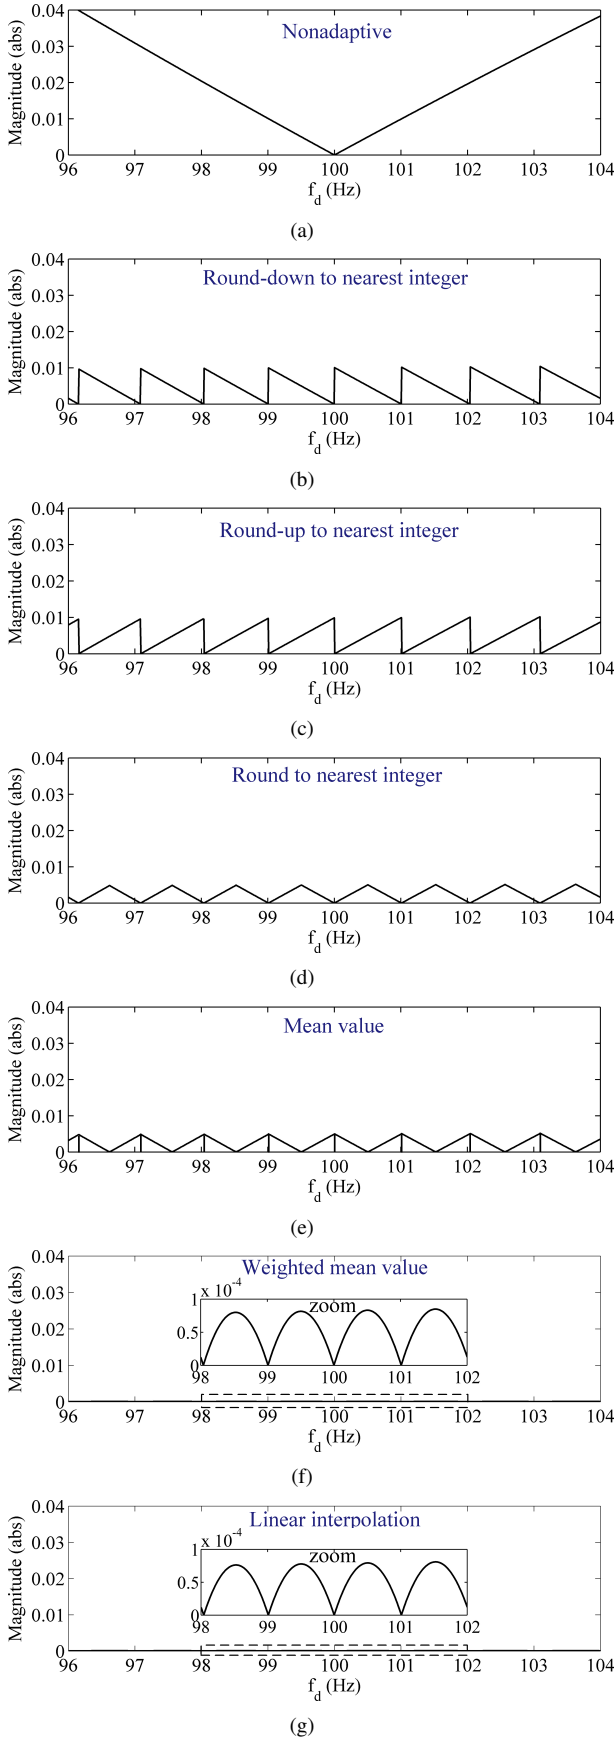 0.04
0.03
0.02
0.01
0
Magnitude (abs)
Nonadaptive
96 97 98 99 100 101 102 103 104
f_d (Hz)
(a)
0.04
0.03
0.02
0.01
0
Magnitude (abs)
Round-down to nearest integer
96 97 98 99 100 101 102 103 104
f_d (Hz)
(b)
0.04
0.03
0.02
0.01
0
Magnitude (abs)
Round-up to nearest integer
96 97 98 99 100 101 102 103 104
f_d (Hz)
(c)
0.04
0.03
0.02
0.01
0
Magnitude (abs)
Round to nearest integer
96 97 98 99 100 101 102 103 104
f_d (Hz)
(d)
0.04
0.03
0.02
0.01
0
Magnitude (abs)
Mean value
96 97 98 99 100 101 102 103 104
f_d (Hz)
(e)
0.04
0.03
0.02
0.01
0
Magnitude (abs)
Weighted mean value
x 10^-4
zoom
1
0.5
0
98 99 100 101 102
96 97 98 99 100 101 102 103 104
f_d (Hz)
(f)
0.04
0.03
0.02
0.01
0
Magnitude (abs)
Linear interpolation
x 10^-4
zoom
1
0.5
0
98 99 100 101 102
96 97 98 99 100 101 102 103 104
f_d (Hz)
(g)